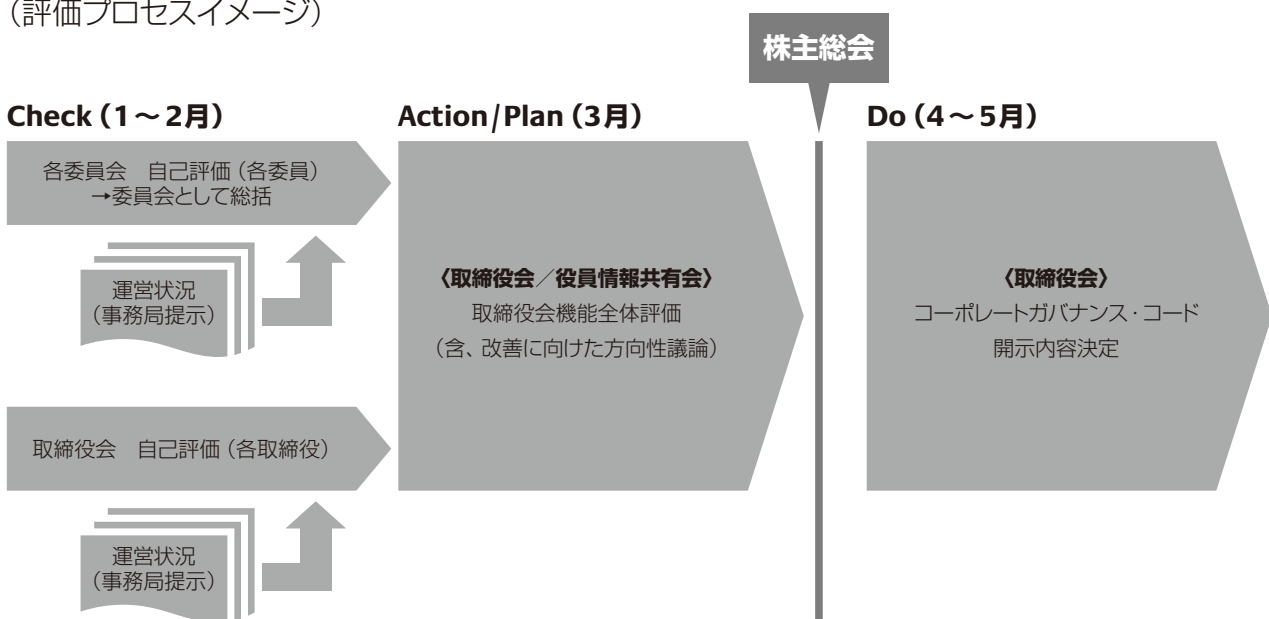 （評価プロセスイメージ）
株主総会
Check（1～2月）
各委員会　自己評価（各委員）
→委員会として総括
運営状況
（事務局提示）
取締役会　自己評価（各取締役）
運営状況
（事務局提示）
Action/Plan（3月）
〈取締役会／役員情報共有会〉
取締役会機能全体評価
（含、改善に向けた方向性議論）
Do（4～5月）
〈取締役会〉
コーポレートガバナンス・コード
開示内容決定